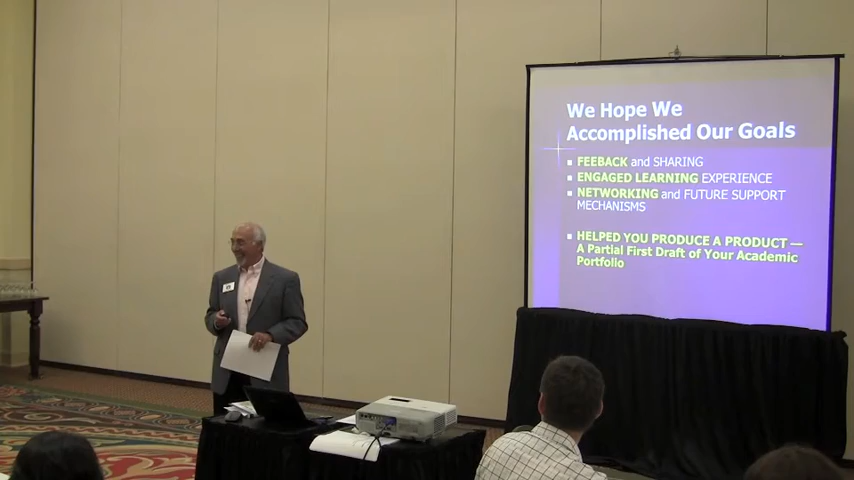 We Hope We
Accomplished Our Goals
FEEBACK and SHARING
ENGAGED LEARNING EXPERIENCE
NETWORKING and FUTURE SUPPORT
MECHANISMS
HELPED YOU PRODUCE A PRODUCT—
A Partial First Draft of Your Academic
Portfolio